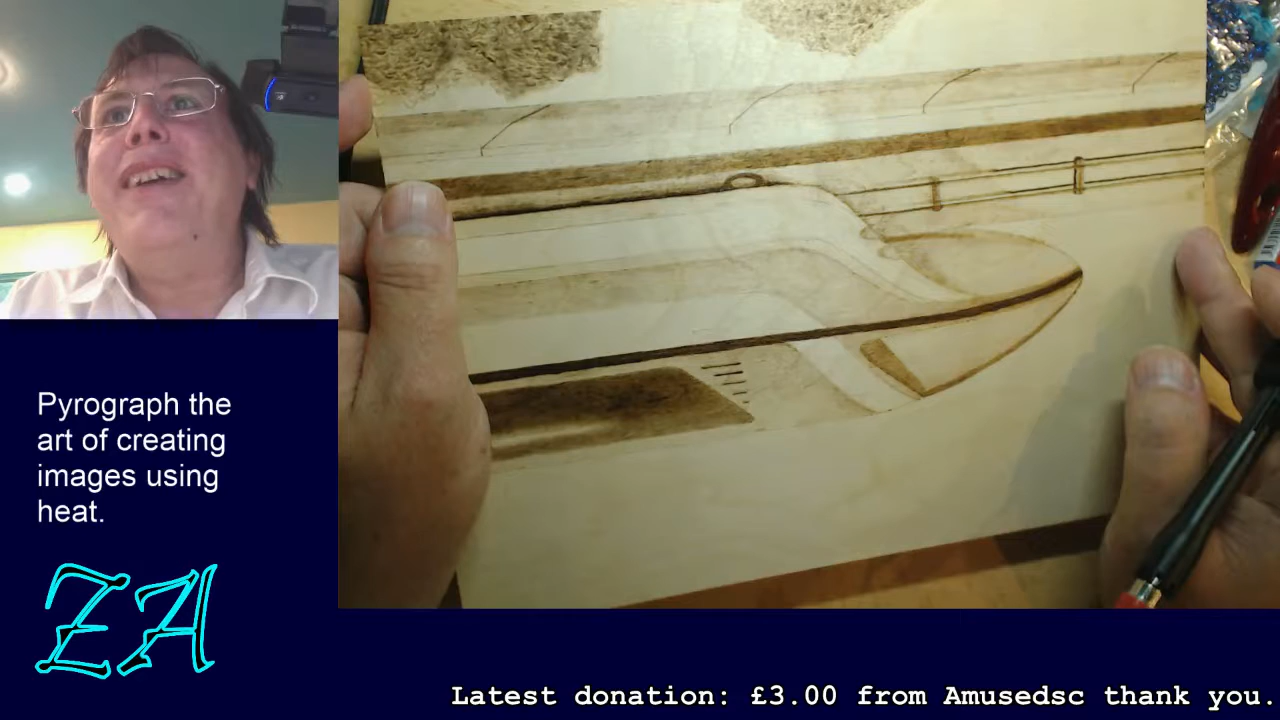 Pyrograph the
art of creating
images using
heat.
ZA
Latest donation: £3.00 from Amusedsc thank you.